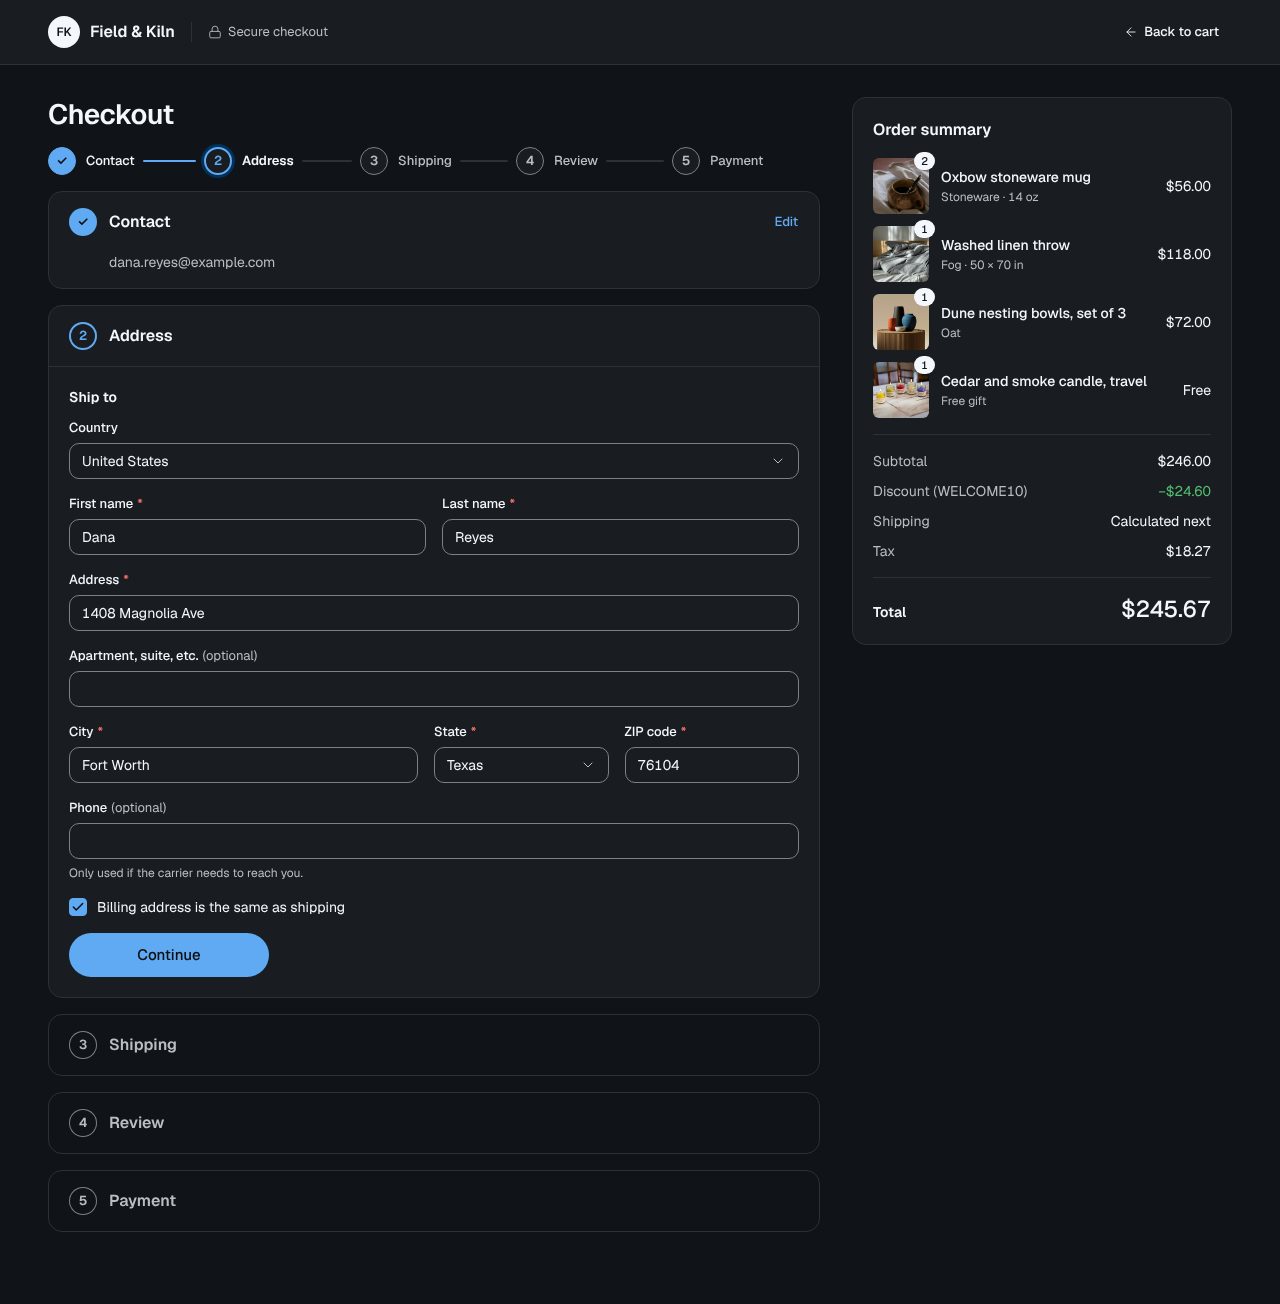 FK Field & Kiln Secure checkout Back to cart
Checkout
Contact 2 Address 3 Shipping 4 Review 5 Payment
Contact Edit
dana.reyes@example.com
2 Address
Ship to
Country
United States
First name * Last name *
Dana Reyes
Address *
1408 Magnolia Ave
Apartment, suite, etc. (optional)
City * State * ZIP code *
Fort Worth Texas 76104
Phone (optional)
Only used if the carrier needs to reach you.
Billing address is the same as shipping
Continue
3 Shipping
4 Review
5 Payment
Order summary
2
Oxbow stoneware mug $56.00
Stoneware · 14 oz
1
Washed linen throw $118.00
Fog · 50 × 70 in
1
Dune nesting bowls, set of 3 $72.00
Oat
1
Cedar and smoke candle, travel Free
Free gift
Subtotal $246.00
Discount (WELCOME10) −$24.60
Shipping Calculated next
Tax $18.27
Total $245.67